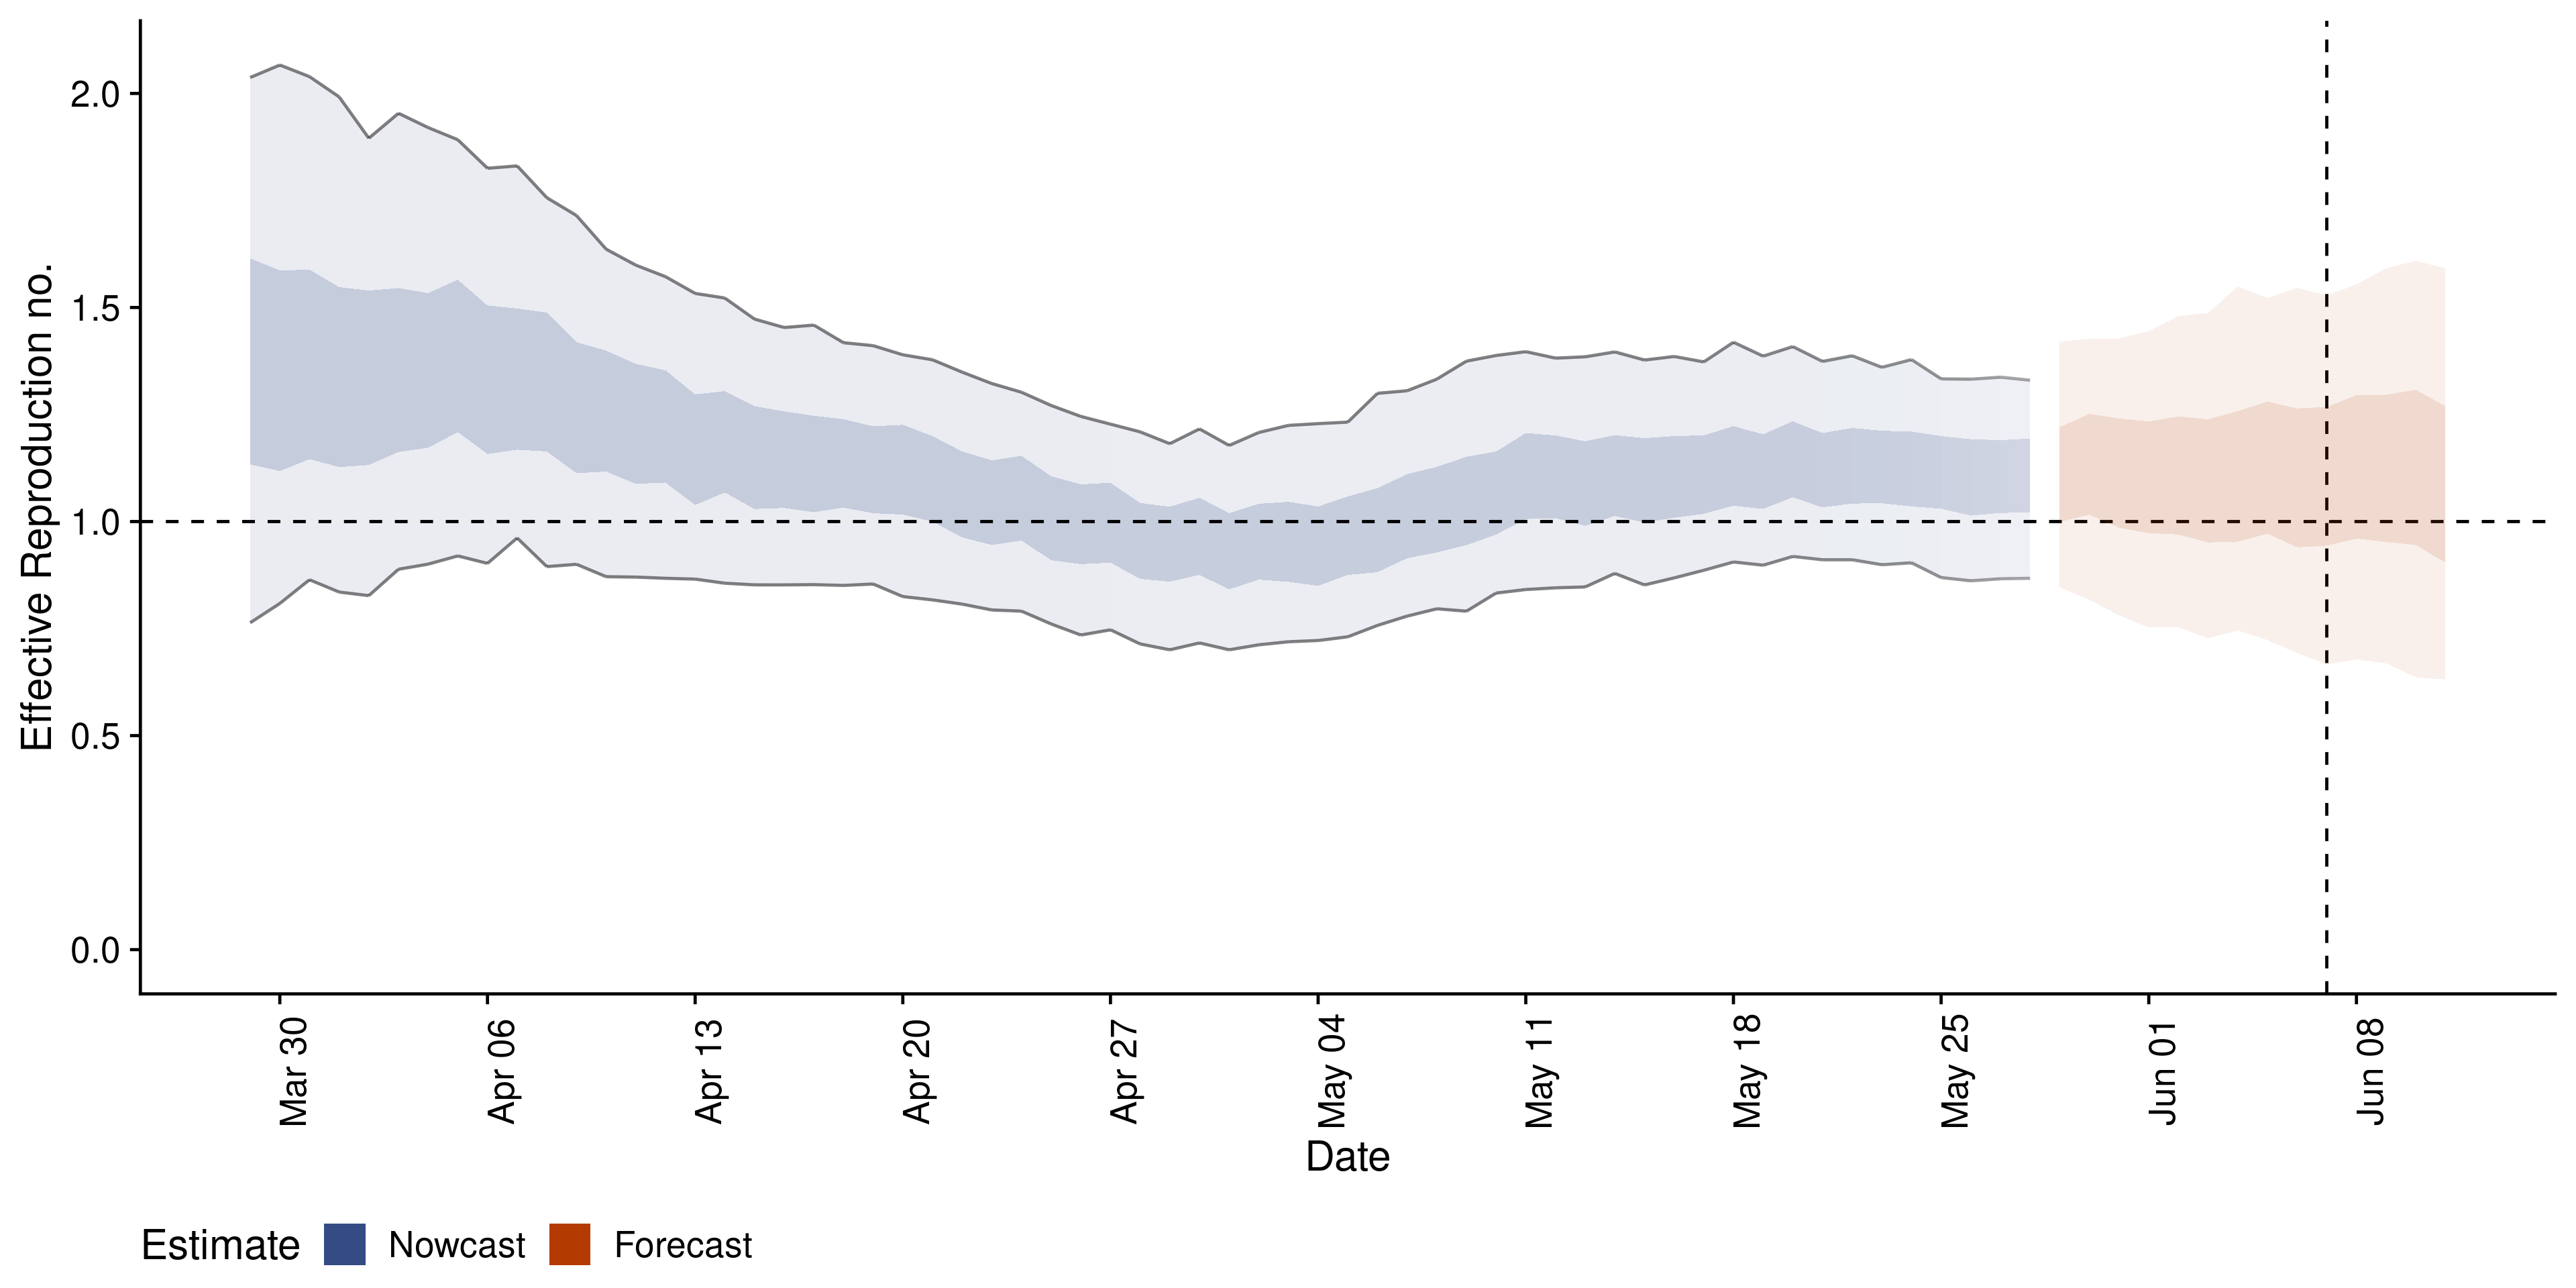 Effective Reproduction no.
2.0
1.5
1.0
0.5
0.0
Mar 30
Apr 06
Apr 13
Apr 20
Apr 27
May 04
May 11
May 18
May 25
Jun 01
Jun 08
Date
Estimate Nowcast Forecast